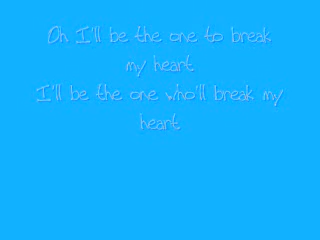 Oh I'll be the one to break
my heart
I'll be the one who'll break my
heart